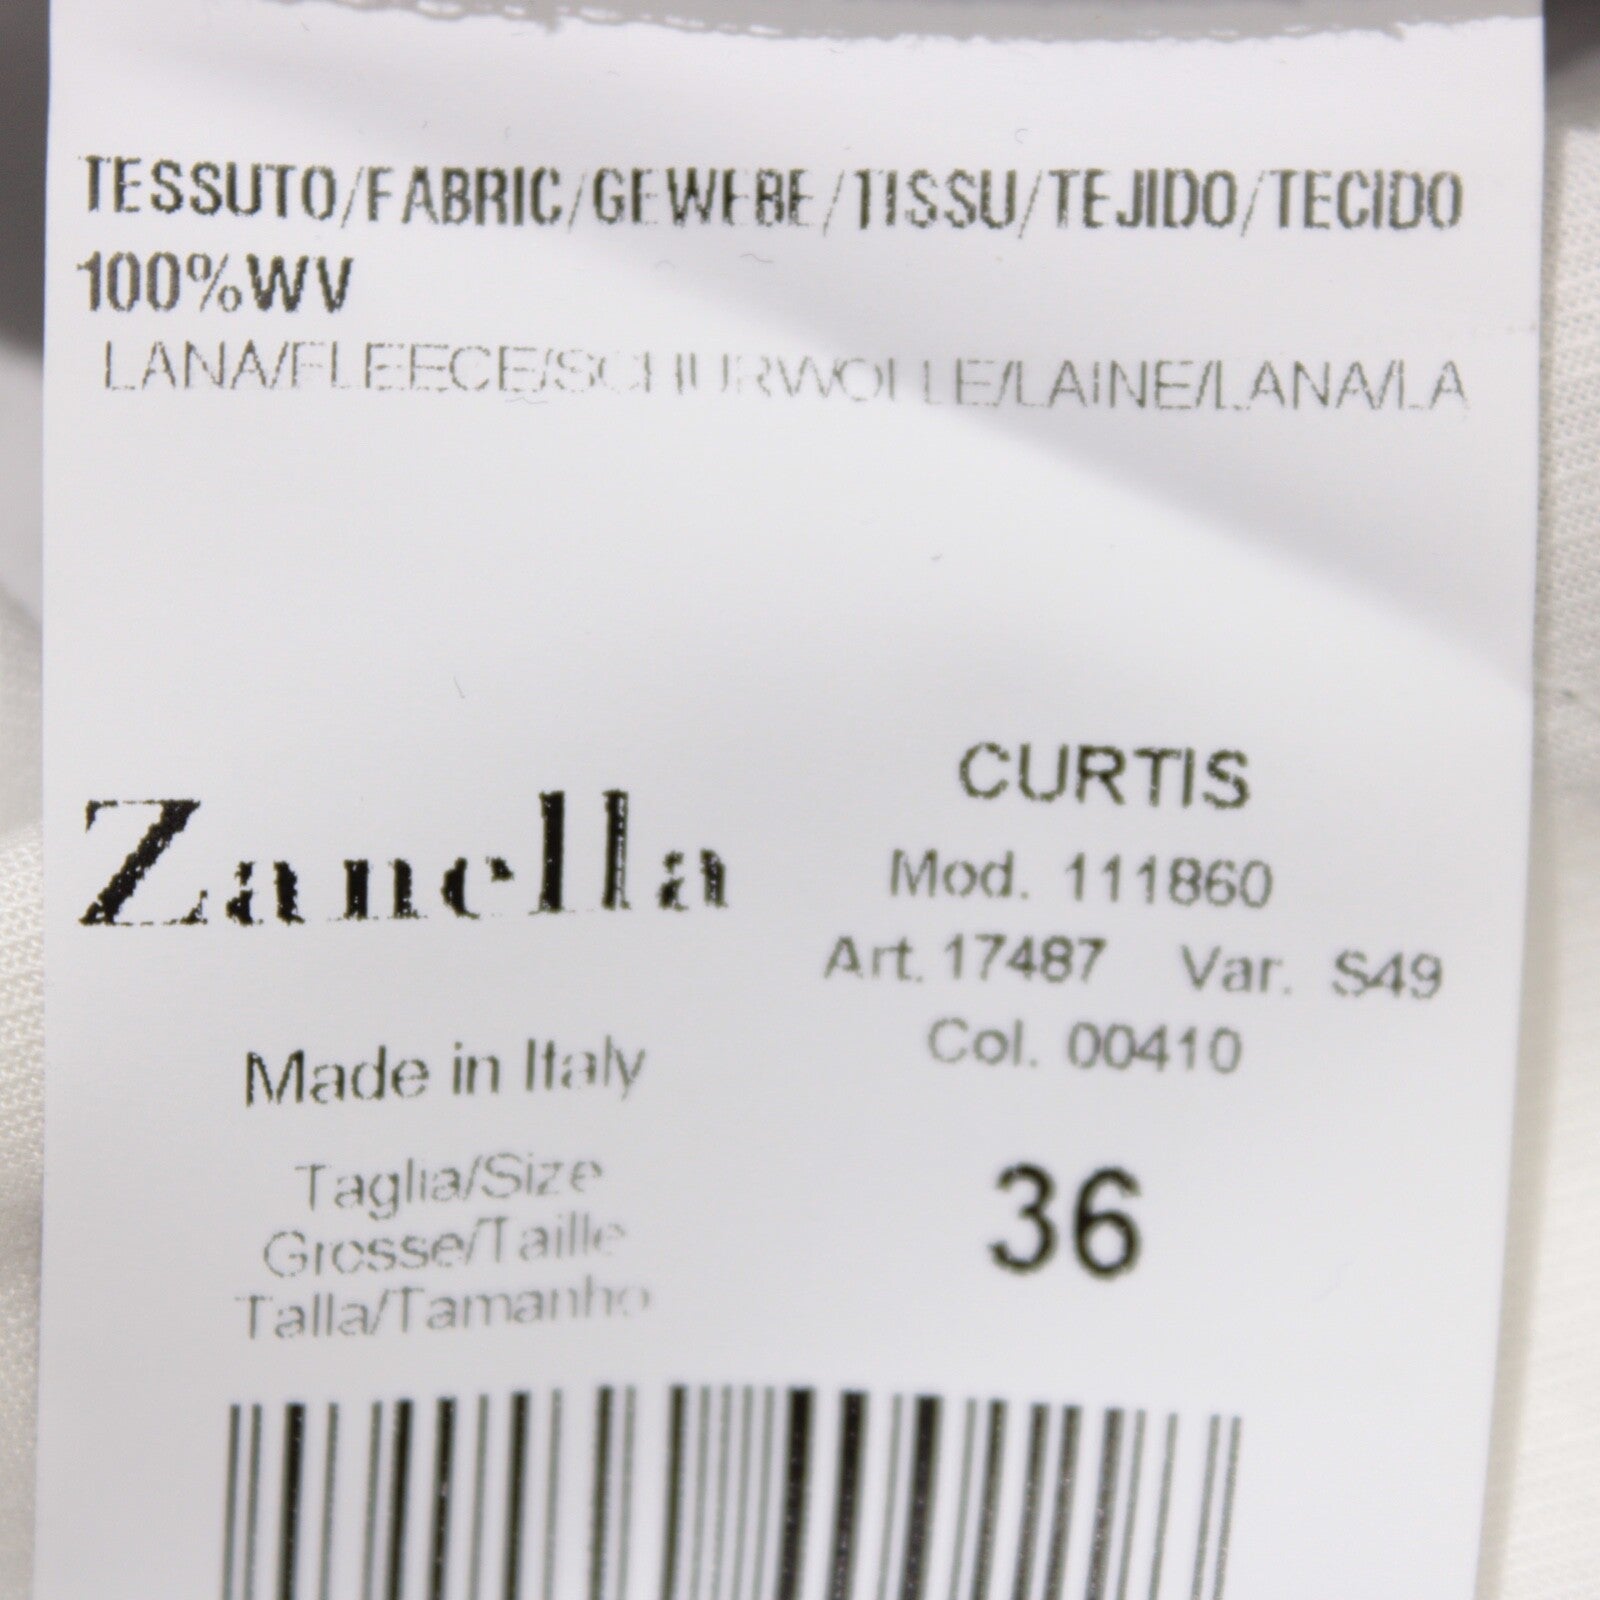 TESSUTO/FABRIC/GEWEBE/TISSU/TEJIDO/TECIDO
100%WV
LANA/FLEECE/SCHURWOLLE/LAINE/LANA/LA
Zanella
CURTIS
Mod. 111860
Art. 17487 Var. S49
Col. 00410
Made in Italy
Taglia/Size
Grosse/Taille
Talla/Tamanho
36